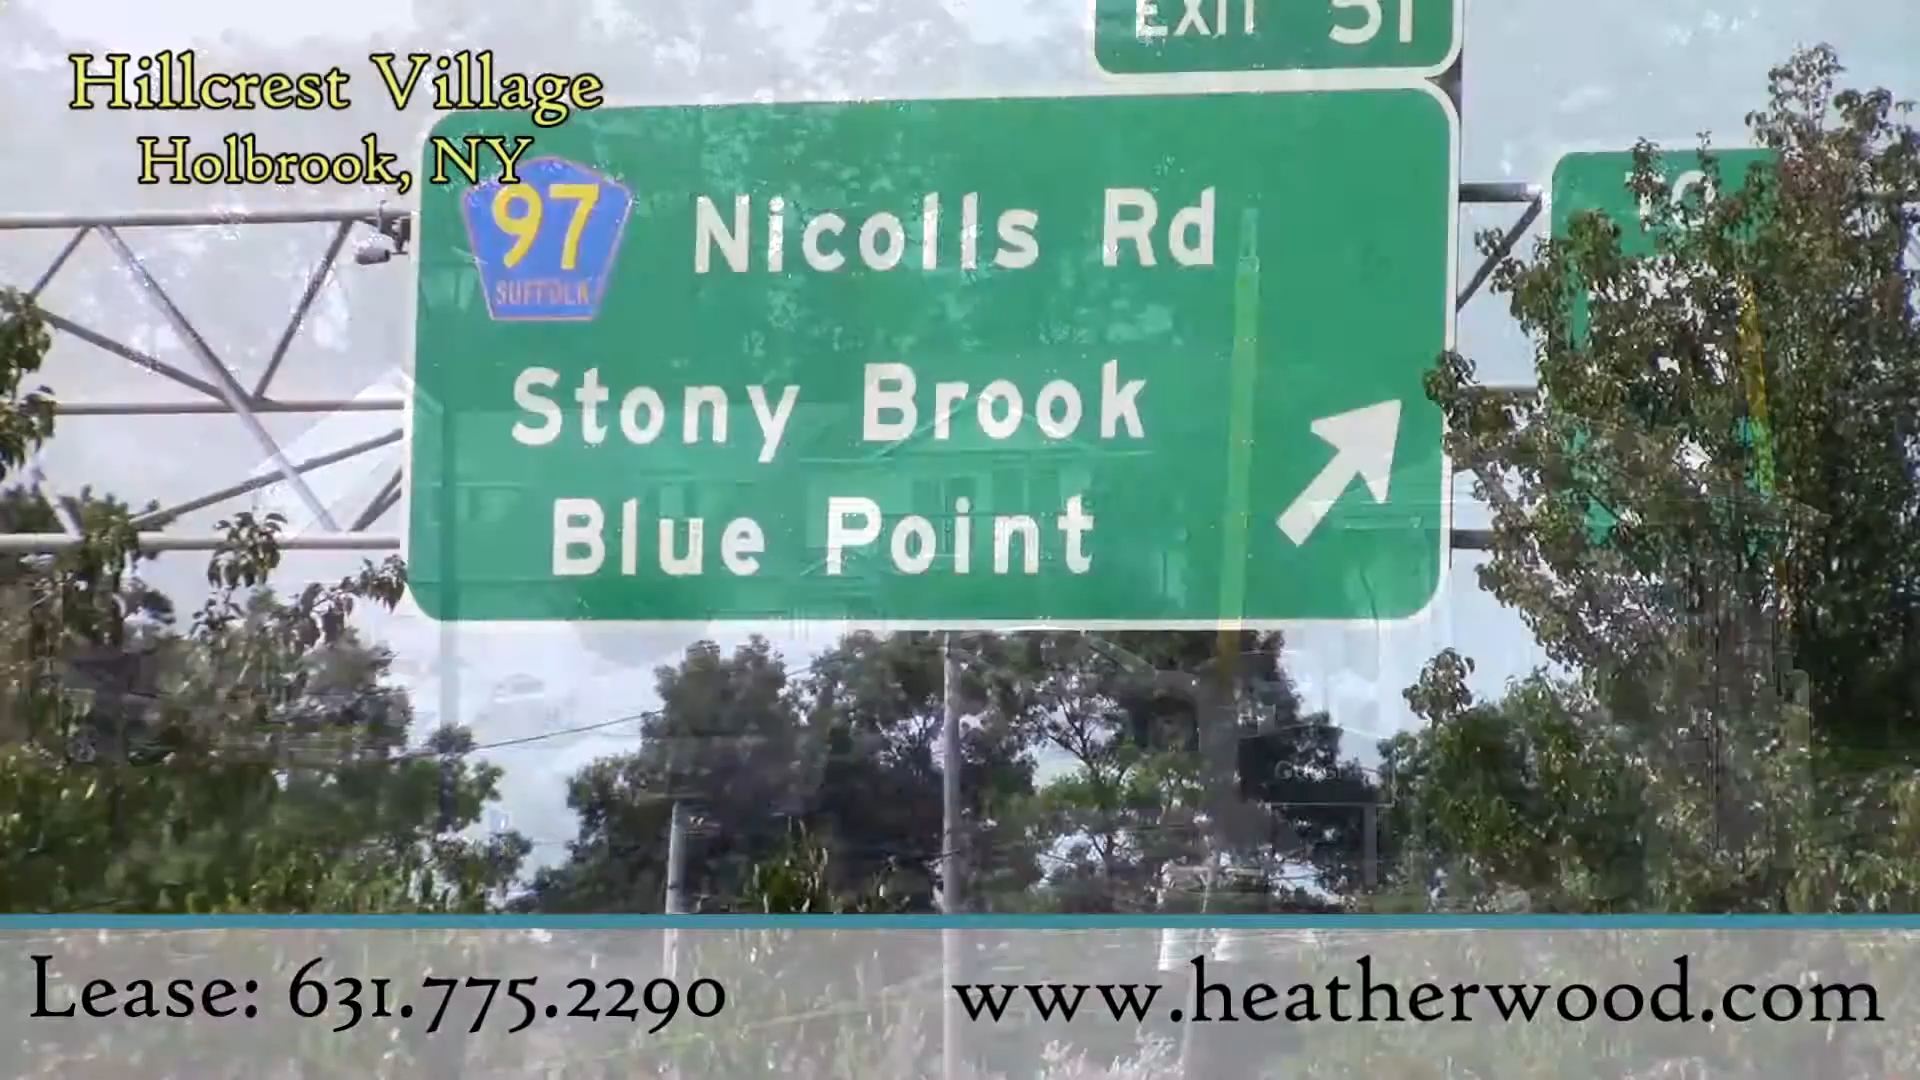 Hillcrest Village
Holbrook, NY
EXIT 51
97
SUFFOLK
Nicolls Rd
Stony Brook
Blue Point
Lease: 631.775.2290
www.heatherwood.com